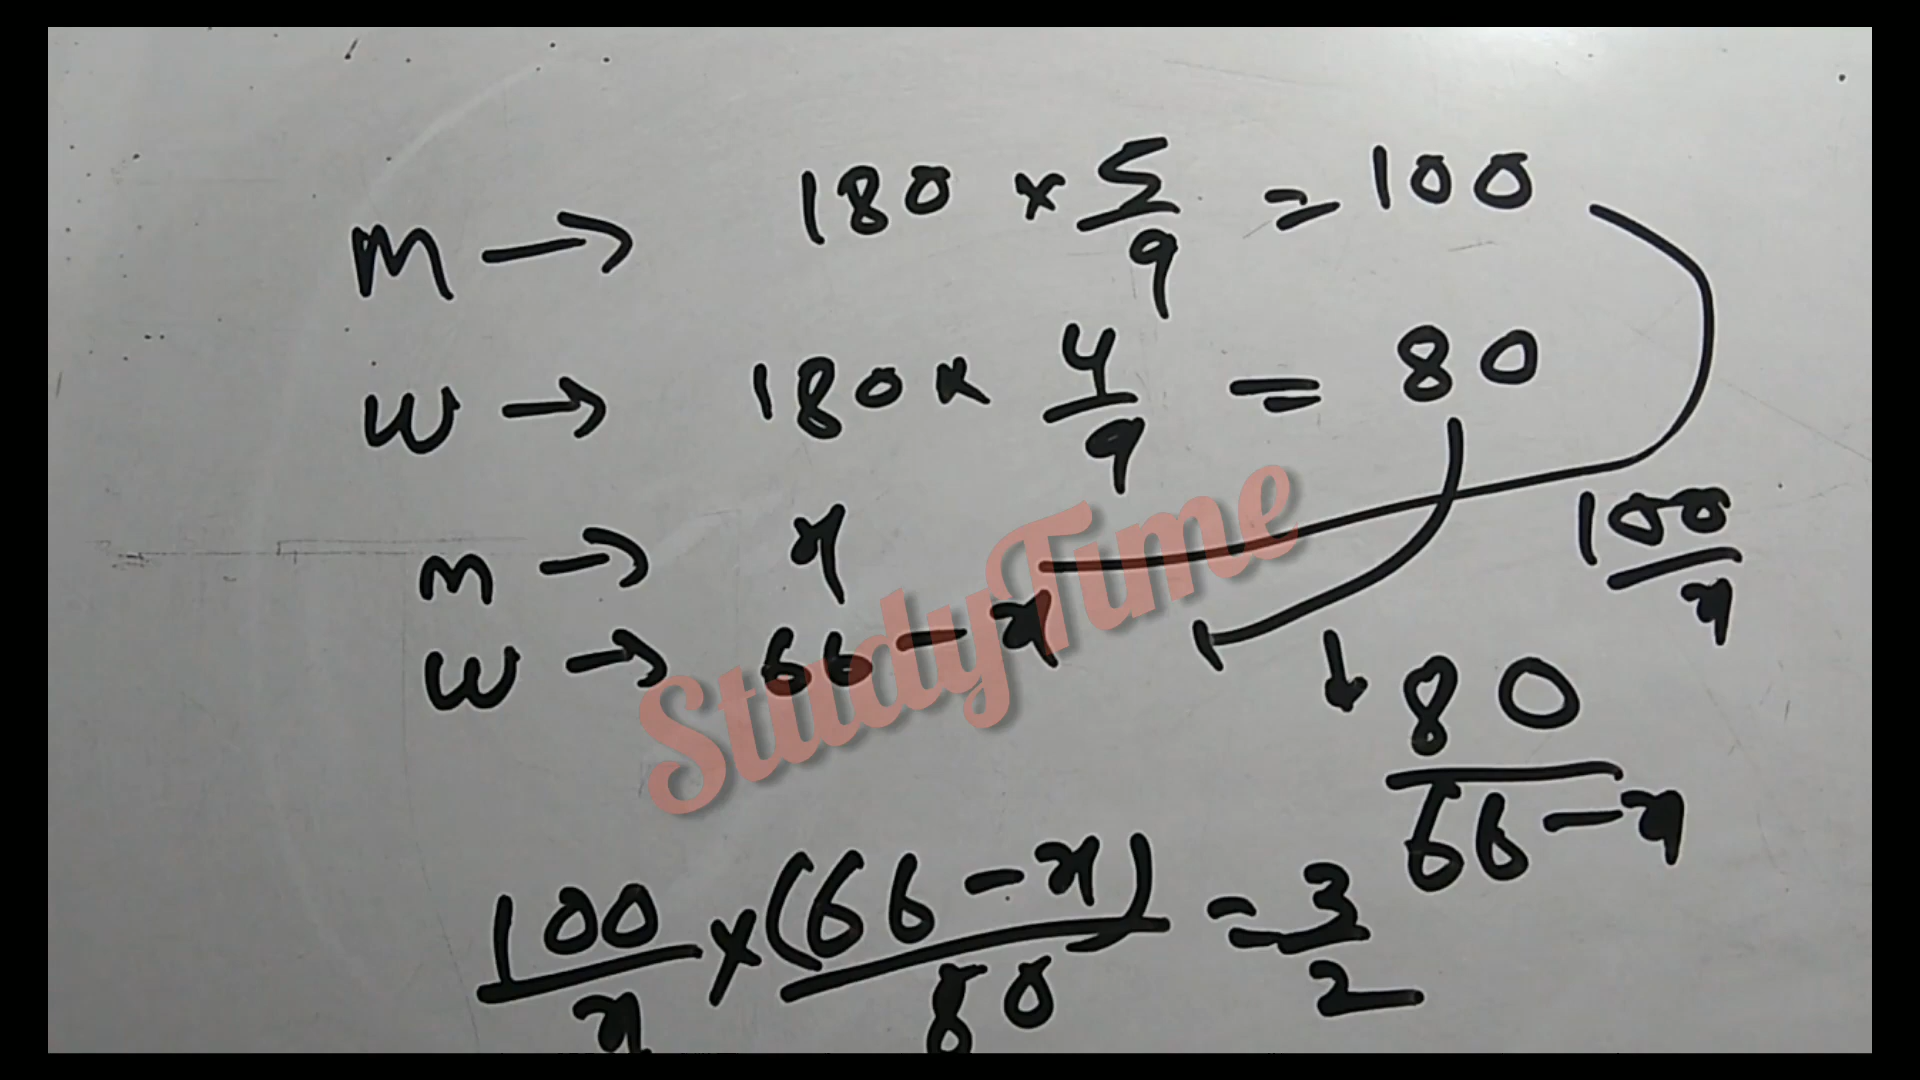 m → 180 × 5/9 = 100
w → 180 × 4/9 = 80
m → x
w → 66 - x
100/x
↓ 80/66 - x
StudyTime
100/x × (66 - x)/80 = 3/2